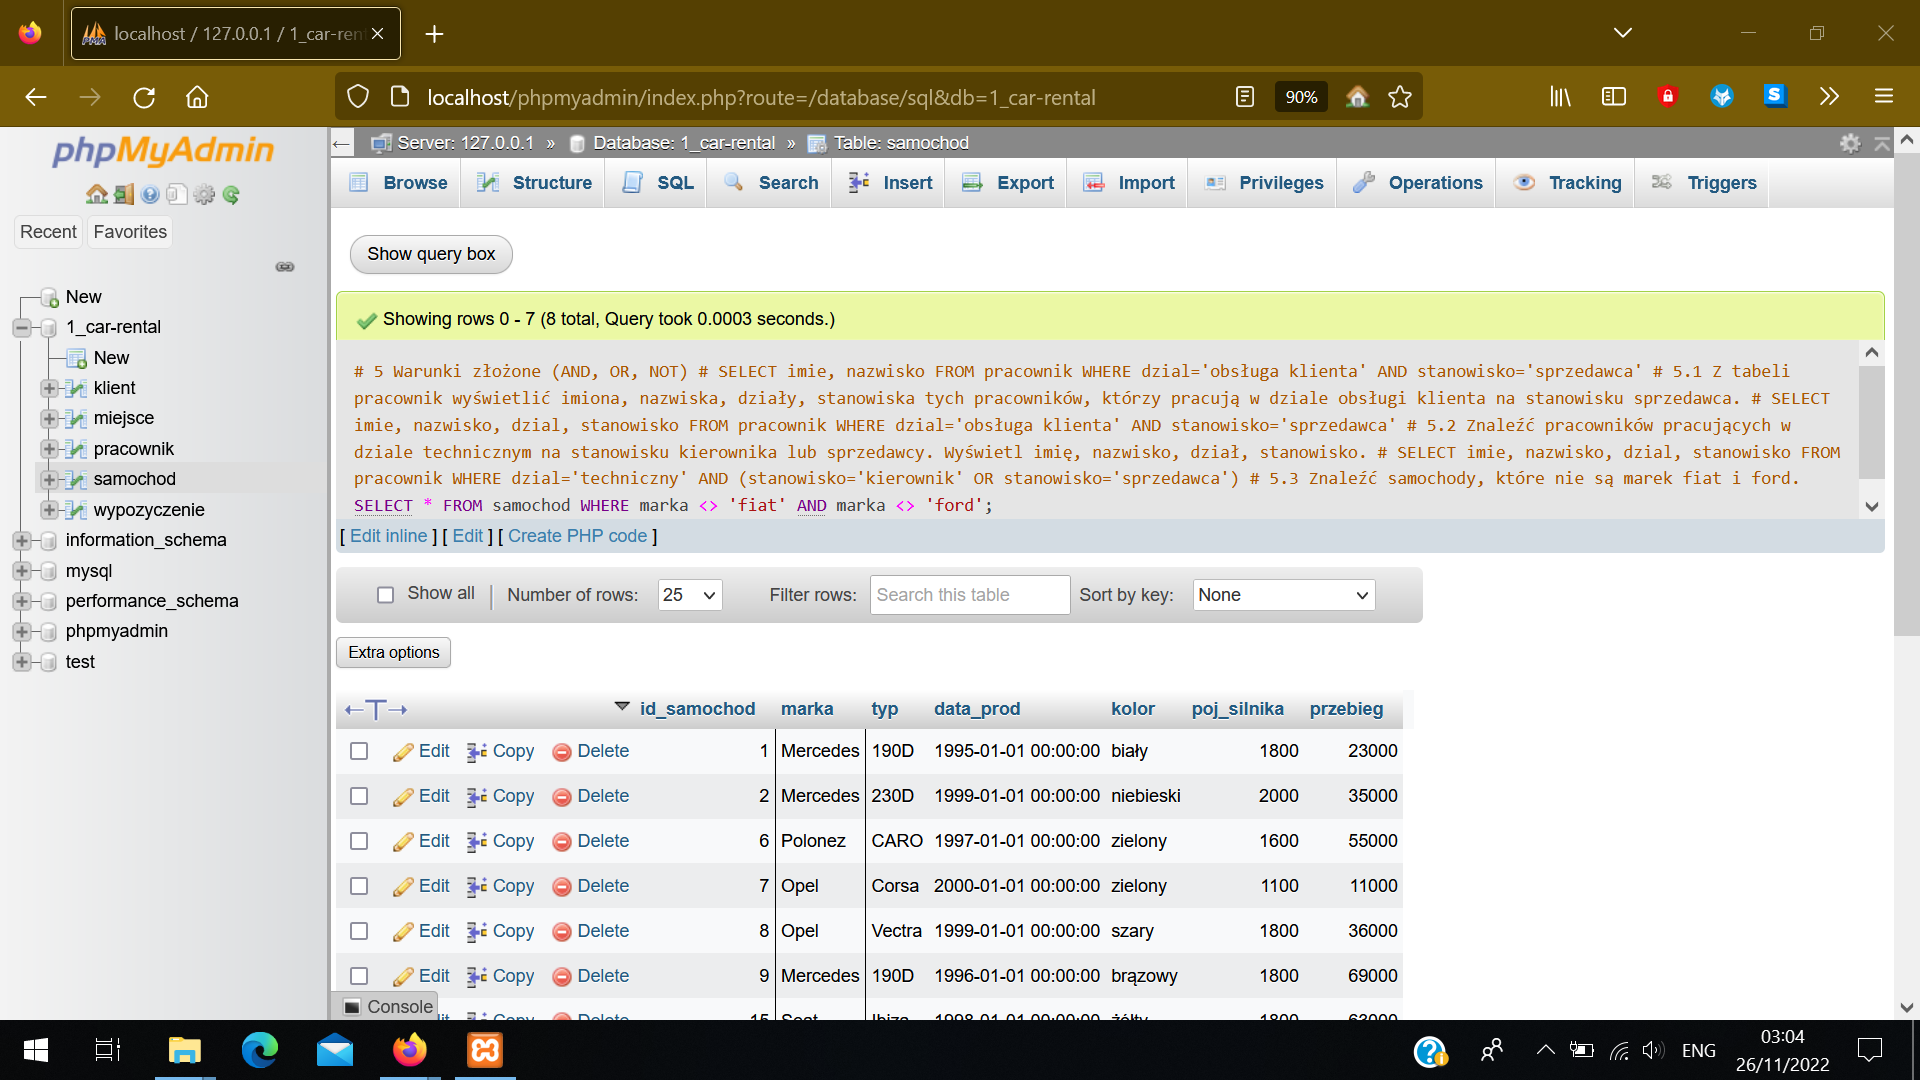 localhost / 127.0.0.1 / 1_car-ren
localhost/phpmyadmin/index.php?route=/database/sql&db=1_car-rental
90%
phpMyAdmin
Recent
Favorites
New
1_car-rental
New
klient
miejsce
pracownik
samochod
wypozyczenie
information_schema
mysql
performance_schema
phpmyadmin
test
Server: 127.0.0.1 » Database: 1_car-rental » Table: samochod
Browse Structure SQL Search Insert Export Import Privileges Operations Tracking Triggers
Show query box
Showing rows 0 - 7 (8 total, Query took 0.0003 seconds.)
# 5 Warunki złożone (AND, OR, NOT) # SELECT imie, nazwisko FROM pracownik WHERE dzial='obsługa klienta' AND stanowisko='sprzedawca' # 5.1 Z tabeli
pracownik wyświetlić imiona, nazwiska, działy, stanowiska tych pracowników, którzy pracują w dziale obsługi klienta na stanowisku sprzedawca. # SELECT
imie, nazwisko, dzial, stanowisko FROM pracownik WHERE dzial='obsługa klienta' AND stanowisko='sprzedawca' # 5.2 Znaleźć pracowników pracujących w
dziale technicznym na stanowisku kierownika lub sprzedawcy. Wyświetl imię, nazwisko, dział, stanowisko. # SELECT imie, nazwisko, dzial, stanowisko FROM
pracownik WHERE dzial='techniczny' AND (stanowisko='kierownik' OR stanowisko='sprzedawca') # 5.3 Znaleźć samochody, które nie są marek fiat i ford.
SELECT * FROM samochod WHERE marka <> 'fiat' AND marka <> 'ford';
[ Edit inline ] [ Edit ] [ Create PHP code ]
Show all | Number of rows: 25 Filter rows: Search this table Sort by key: None
Extra options
id_samochod marka typ data_prod kolor poj_silnika przebieg
Edit Copy Delete 1 Mercedes 190D 1995-01-01 00:00:00 biały 1800 23000
Edit Copy Delete 2 Mercedes 230D 1999-01-01 00:00:00 niebieski 2000 35000
Edit Copy Delete 6 Polonez CARO 1997-01-01 00:00:00 zielony 1600 55000
Edit Copy Delete 7 Opel Corsa 2000-01-01 00:00:00 zielony 1100 11000
Edit Copy Delete 8 Opel Vectra 1999-01-01 00:00:00 szary 1800 36000
Edit Copy Delete 9 Mercedes 190D 1996-01-01 00:00:00 brązowy 1800 69000
Copy Delete 15 Seat Ibiza 1998-01-01 00:00:00 żółty 1800 63000
Console
ENG
03:04
26/11/2022